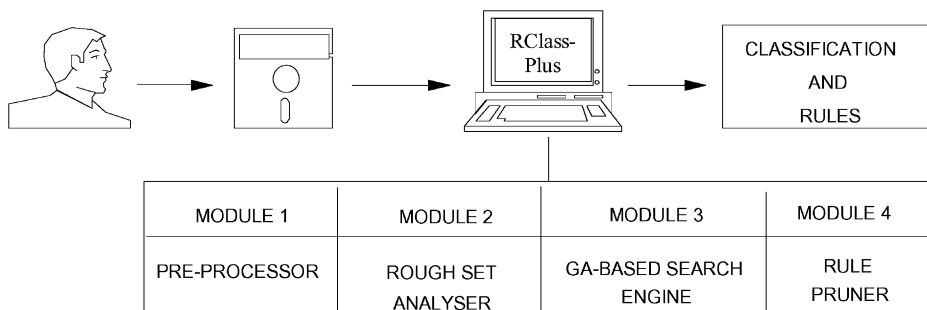 RClass-
Plus
CLASSIFICATION
AND
RULES
MODULE 1
MODULE 2
MODULE 3
MODULE 4
PRE-PROCESSOR
ROUGH SET
ANALYSER
GA-BASED SEARCH
ENGINE
RULE
PRUNER